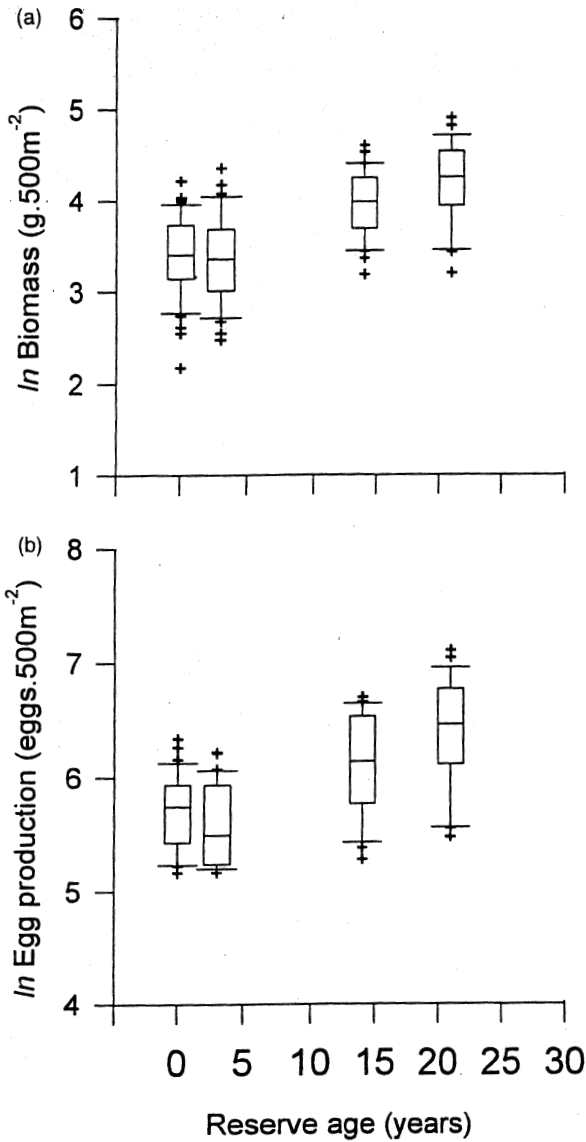 (a)
6
5
4
3
2
1
ln Biomass (g.500m⁻²)
(b)
8
7
6
5
4
ln Egg production (eggs.500m⁻²)
0 5 10 15 20 25 30
Reserve age (years)